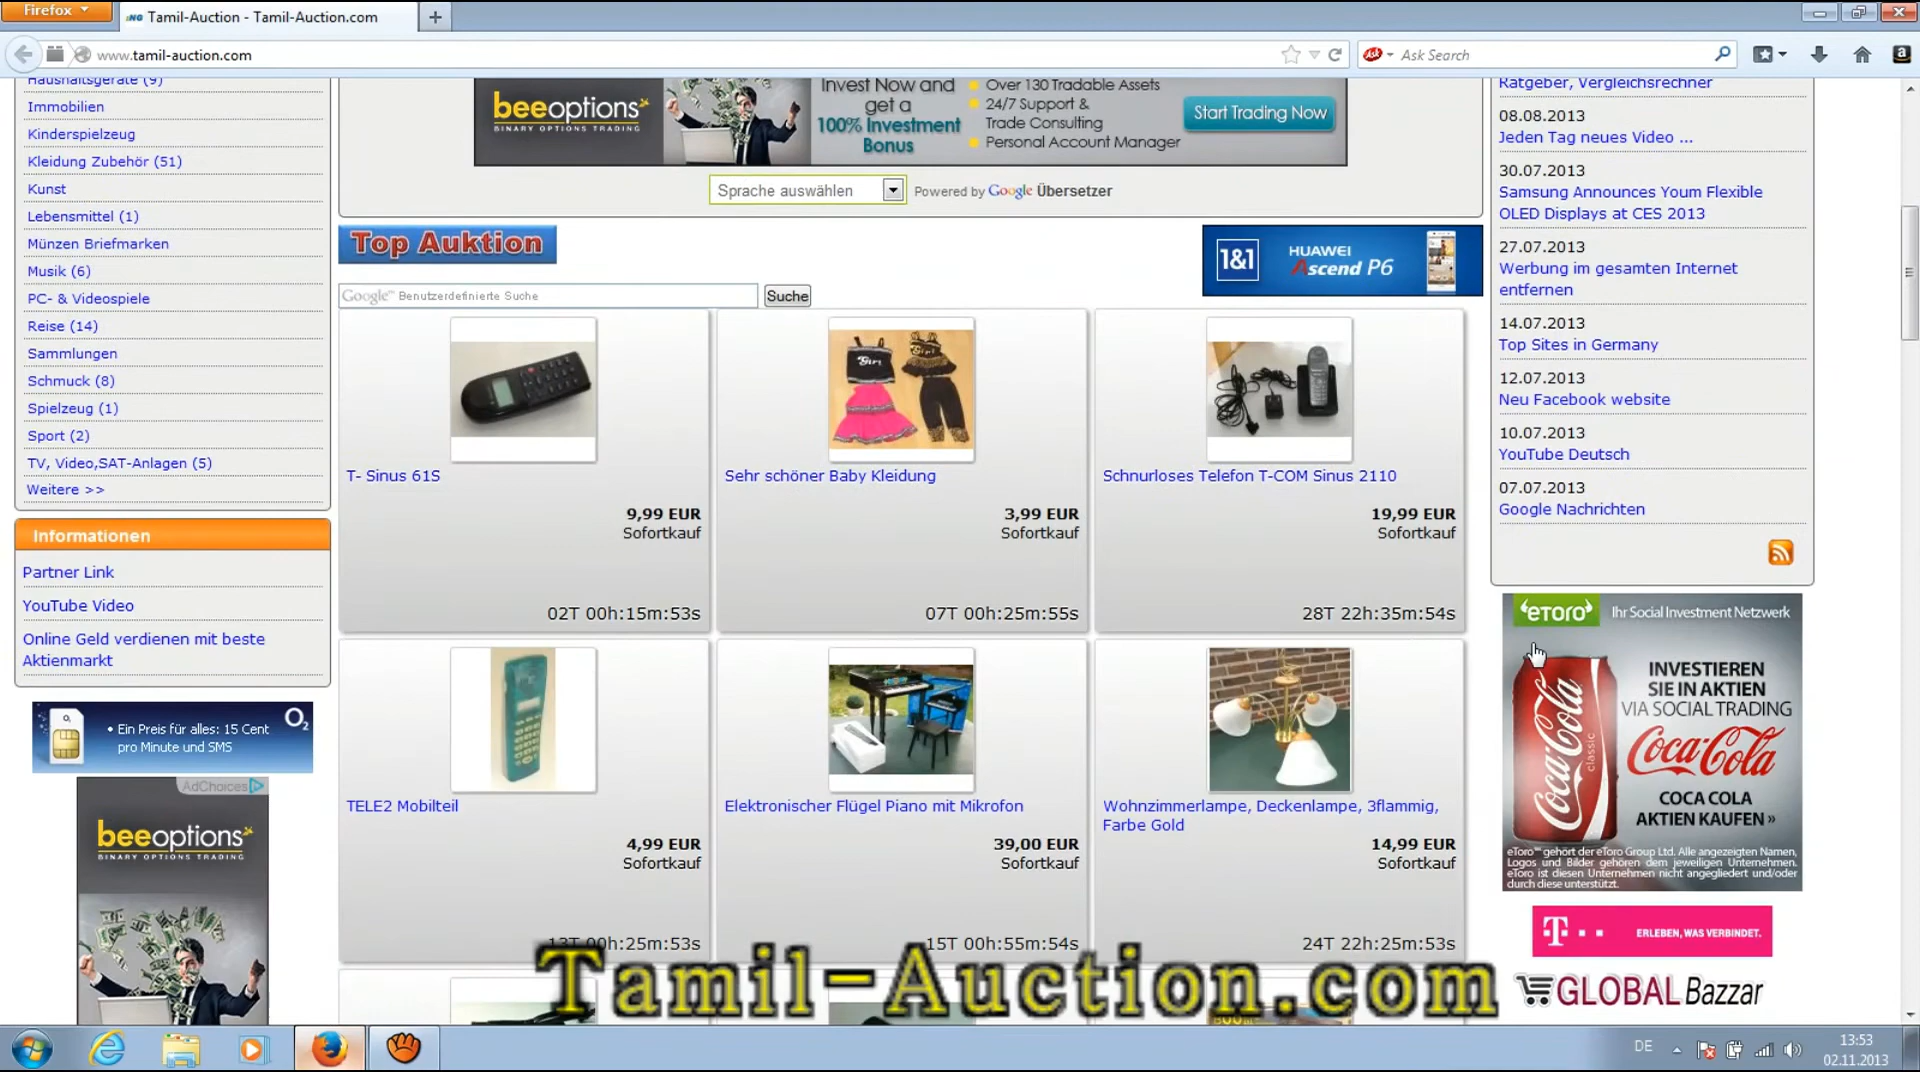 Firefox
Tamil-Auction - Tamil-Auction.com
www.tamil-auction.com
Ask Search
Haushaltsgeräte (9)
Immobilien
Kinderspielzeug
Kleidung Zubehör (51)
Kunst
Lebensmittel (1)
Münzen Briefmarken
Musik (6)
PC- & Videospiele
Reise (14)
Sammlungen
Schmuck (8)
Spielzeug (1)
Sport (2)
TV, Video,SAT-Anlagen (5)
Weitere >>
Informationen
Partner Link
YouTube Video
Online Geld verdienen mit beste
Aktienmarkt
• Ein Preis für alles: 15 Cent
pro Minute und SMS
O2
AdChoices
beeoptions
BINARY OPTIONS TRADING
beeoptions
BINARY OPTIONS TRADING
Invest Now and
get a
100% Investment
Bonus
Over 130 Tradable Assets
24/7 Support &
Trade Consulting
Personal Account Manager
Start Trading Now
Sprache auswählen
Powered by Google Übersetzer
Top Auktion
1&1
HUAWEI
Ascend P6
Google™ Benutzerdefinierte Suche
Suche
T- Sinus 61S
9,99 EUR
Sofortkauf
02T 00h:15m:53s
Sehr schöner Baby Kleidung
3,99 EUR
Sofortkauf
07T 00h:25m:55s
Schnurloses Telefon T-COM Sinus 2110
19,99 EUR
Sofortkauf
28T 22h:35m:54s
TELE2 Mobilteil
4,99 EUR
Sofortkauf
13T 00h:25m:53s
Elektronischer Flügel Piano mit Mikrofon
39,00 EUR
Sofortkauf
15T 00h:55m:54s
Wohnzimmerlampe, Deckenlampe, 3flammig,
Farbe Gold
14,99 EUR
Sofortkauf
24T 22h:25m:53s
Ratgeber, Vergleichsrechner
08.08.2013
Jeden Tag neues Video ...
30.07.2013
Samsung Announces Youm Flexible
OLED Displays at CES 2013
27.07.2013
Werbung im gesamten Internet
entfernen
14.07.2013
Top Sites in Germany
12.07.2013
Neu Facebook website
10.07.2013
YouTube Deutsch
07.07.2013
Google Nachrichten
eToro
Ihr Social Investment Netzwerk
INVESTIEREN
SIE IN AKTIEN
VIA SOCIAL TRADING
Coca-Cola
Coca-Cola
classic
COCA COLA
AKTIEN KAUFEN »
eToro™ gehört der eToro Group Ltd. Alle angezeigten Namen,
Logos und Bilder gehören dem jeweiligen Unternehmen.
eToro ist diesen Unternehmen nicht angegliedert und/oder
durch diese unterstützt.
T
ERLEBEN, WAS VERBINDET.
GLOBAL Bazzar
Tamil-Auction.com
DE
13:53
02.11.2013